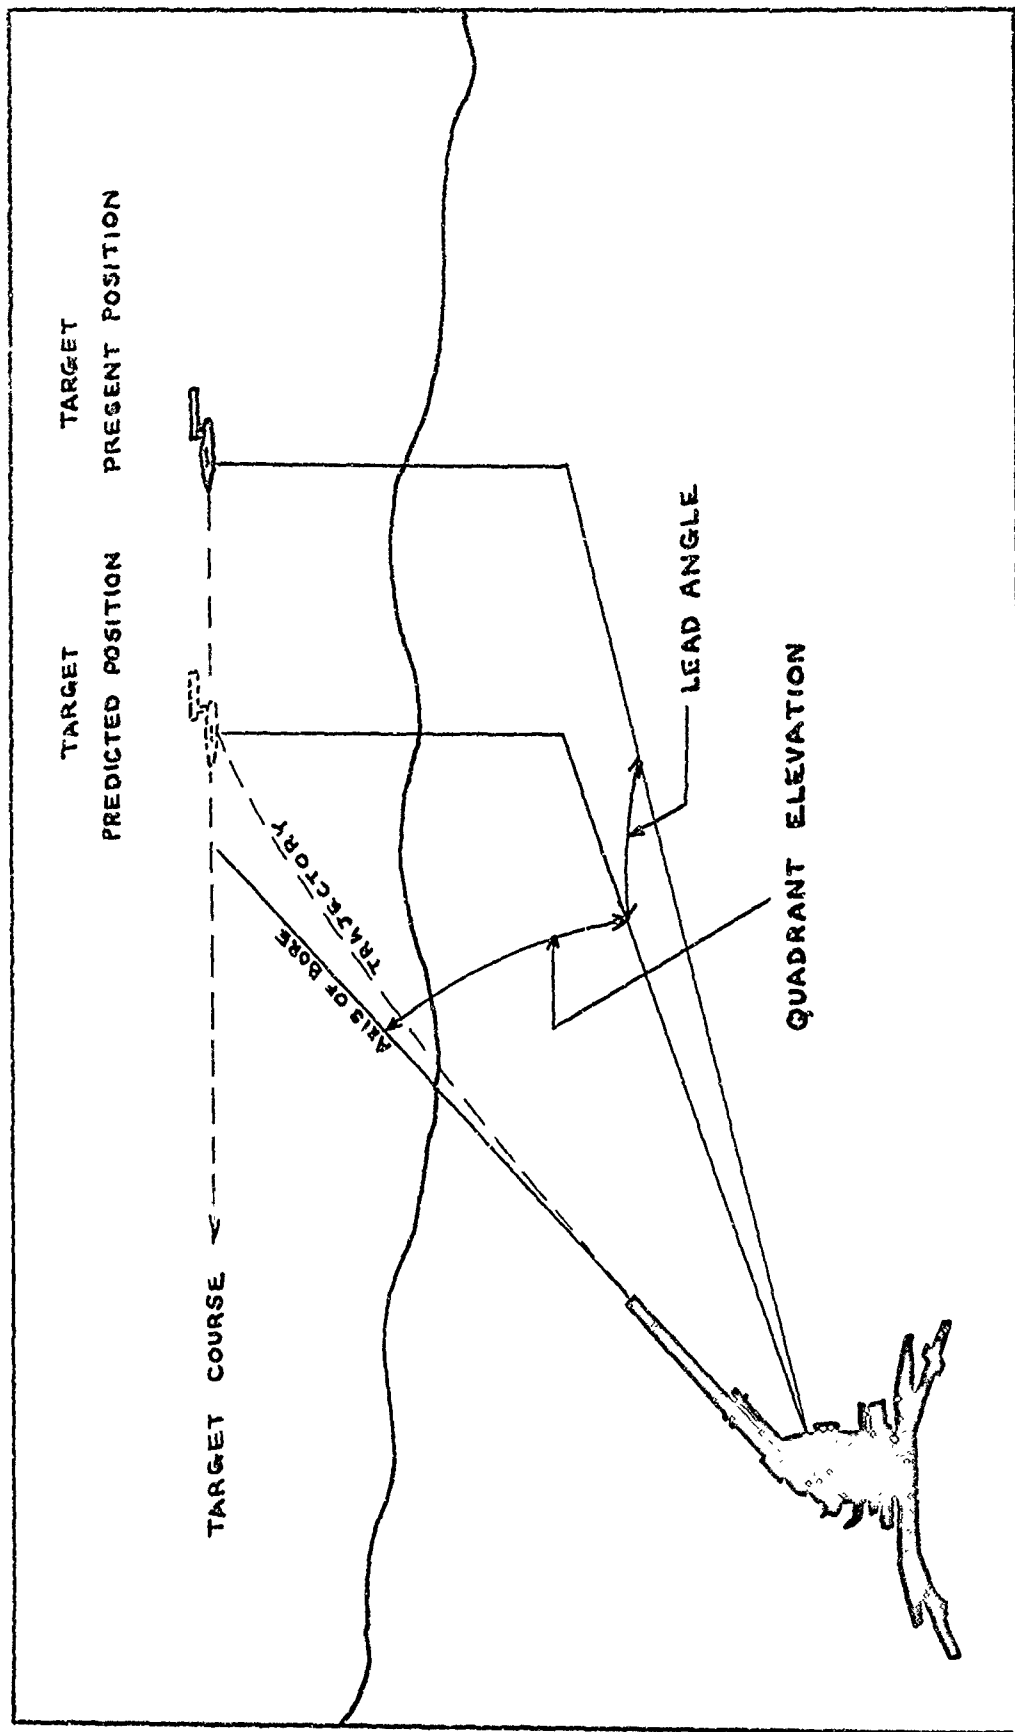 TARGET COURSE
TARGET
PREDICTED POSITION
TARGET
PRESENT POSITION
AXIS OF BORE
TRAJECTORY
LEAD ANGLE
QUADRANT ELEVATION